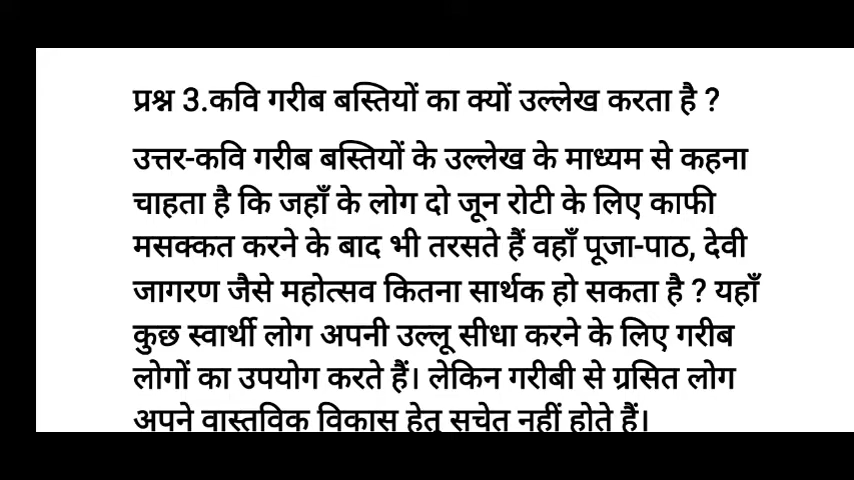 प्रश्न 3.कवि गरीब बस्तियों का क्यों उल्लेख करता है ?
उत्तर-कवि गरीब बस्तियों के उल्लेख के माध्यम से कहना
चाहता है कि जहाँ के लोग दो जून रोटी के लिए काफी
मसक्कत करने के बाद भी तरसते हैं वहाँ पूजा-पाठ, देवी
जागरण जैसे महोत्सव कितना सार्थक हो सकता है ? यहाँ
कुछ स्वार्थी लोग अपनी उल्लू सीधा करने के लिए गरीब
लोगों का उपयोग करते हैं। लेकिन गरीबी से ग्रसित लोग
अपने वास्तविक विकास हेतु सचेत नहीं होते हैं।